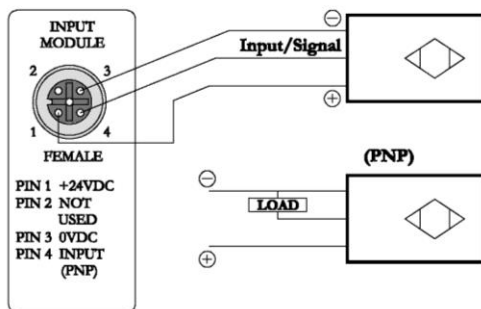 INPUT
MODULE
2
3
1
4
FEMALE
PIN 1 +24VDC
PIN 2 NOT
USED
PIN 3 0VDC
PIN 4 INPUT
(PNP)
⊖
Input/Signal
⊕
(PNP)
⊖
LOAD
⊕